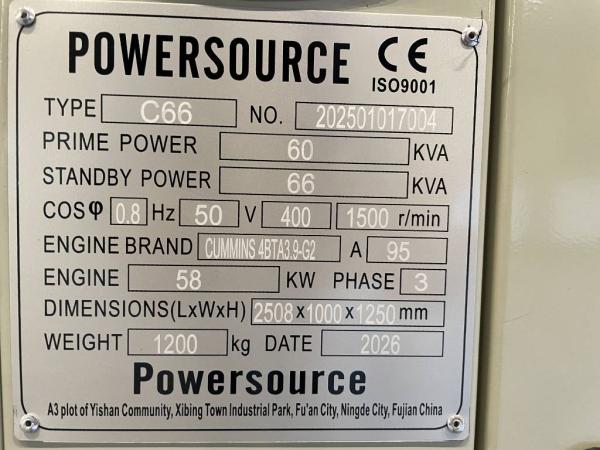 POWERSOURCE CE
ISO9001
TYPE C66 NO. 202501017004
PRIME POWER 60 KVA
STANDBY POWER 66 KVA
COSφ 0.8 Hz 50 V 400 1500 r/min
ENGINE BRAND CUMMINS 4BTA3.9-G2 A 95
ENGINE 58 KW PHASE 3
DIMENSIONS(LxWxH) 2508x1000x1250 mm
WEIGHT 1200 kg DATE 2026
Powersource
A3 plot of Yishan Community, Xibing Town Industrial Park, Fu'an City, Ningde City, Fujian China